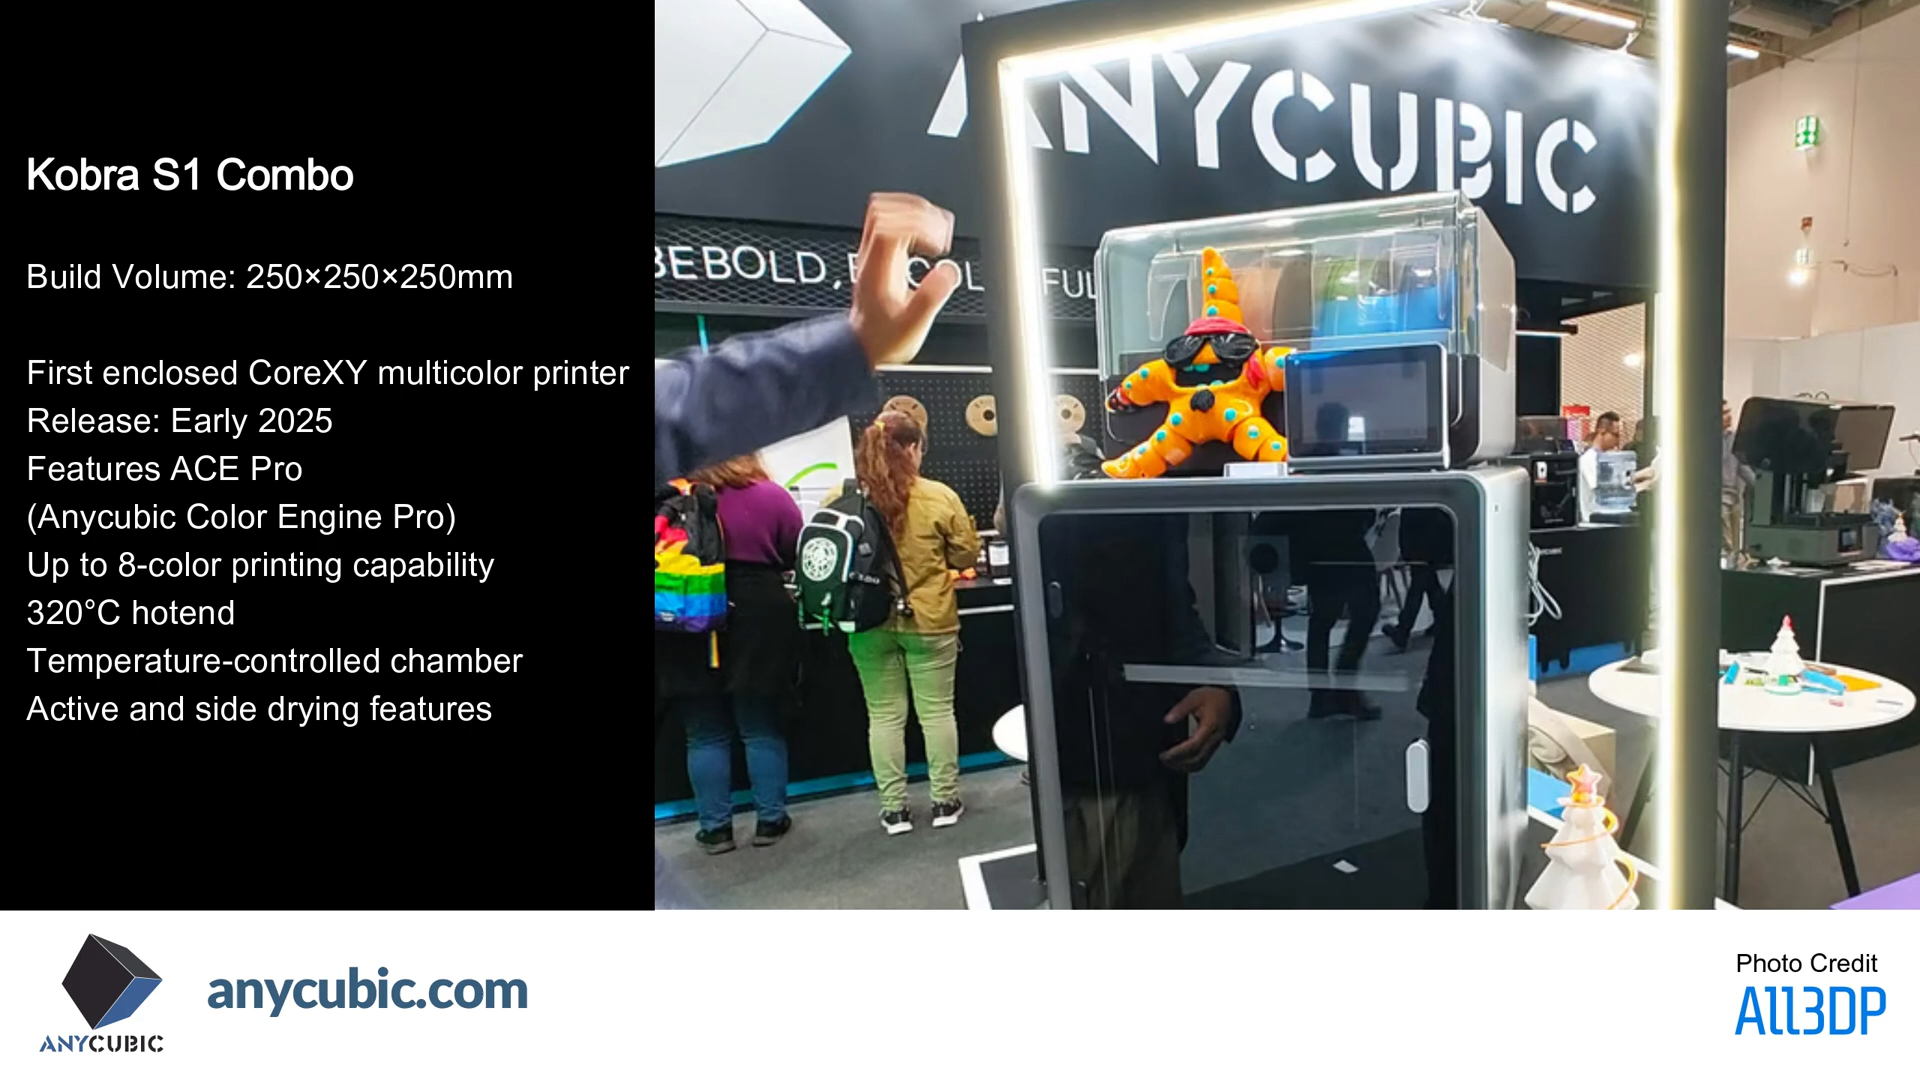 Kobra S1 Combo
Build Volume: 250×250×250mm
First enclosed CoreXY multicolor printer
Release: Early 2025
Features ACE Pro
(Anycubic Color Engine Pro)
Up to 8-color printing capability
320°C hotend
Temperature-controlled chamber
Active and side drying features
ANYCUBIC
BE BOLD,
ANYCUBIC
anycubic.com
Photo Credit
All3DP